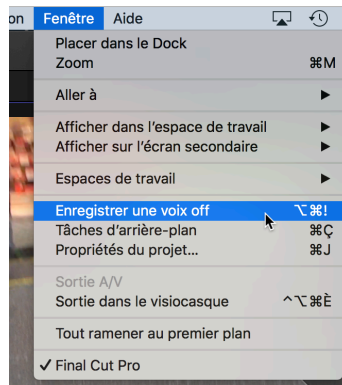 on Fenêtre Aide
Placer dans le Dock
Zoom ⌘M
Aller à ▶
Afficher dans l'espace de travail ▶
Afficher sur l'écran secondaire ▶
Espaces de travail ▶
Enregistrer une voix off ⌥⌘!
Tâches d'arrière-plan ⌘Ç
Propriétés du projet... ⌘J
Sortie A/V
Sortie dans le visiocasque ^⌥⌘È
Tout ramener au premier plan
✓ Final Cut Pro